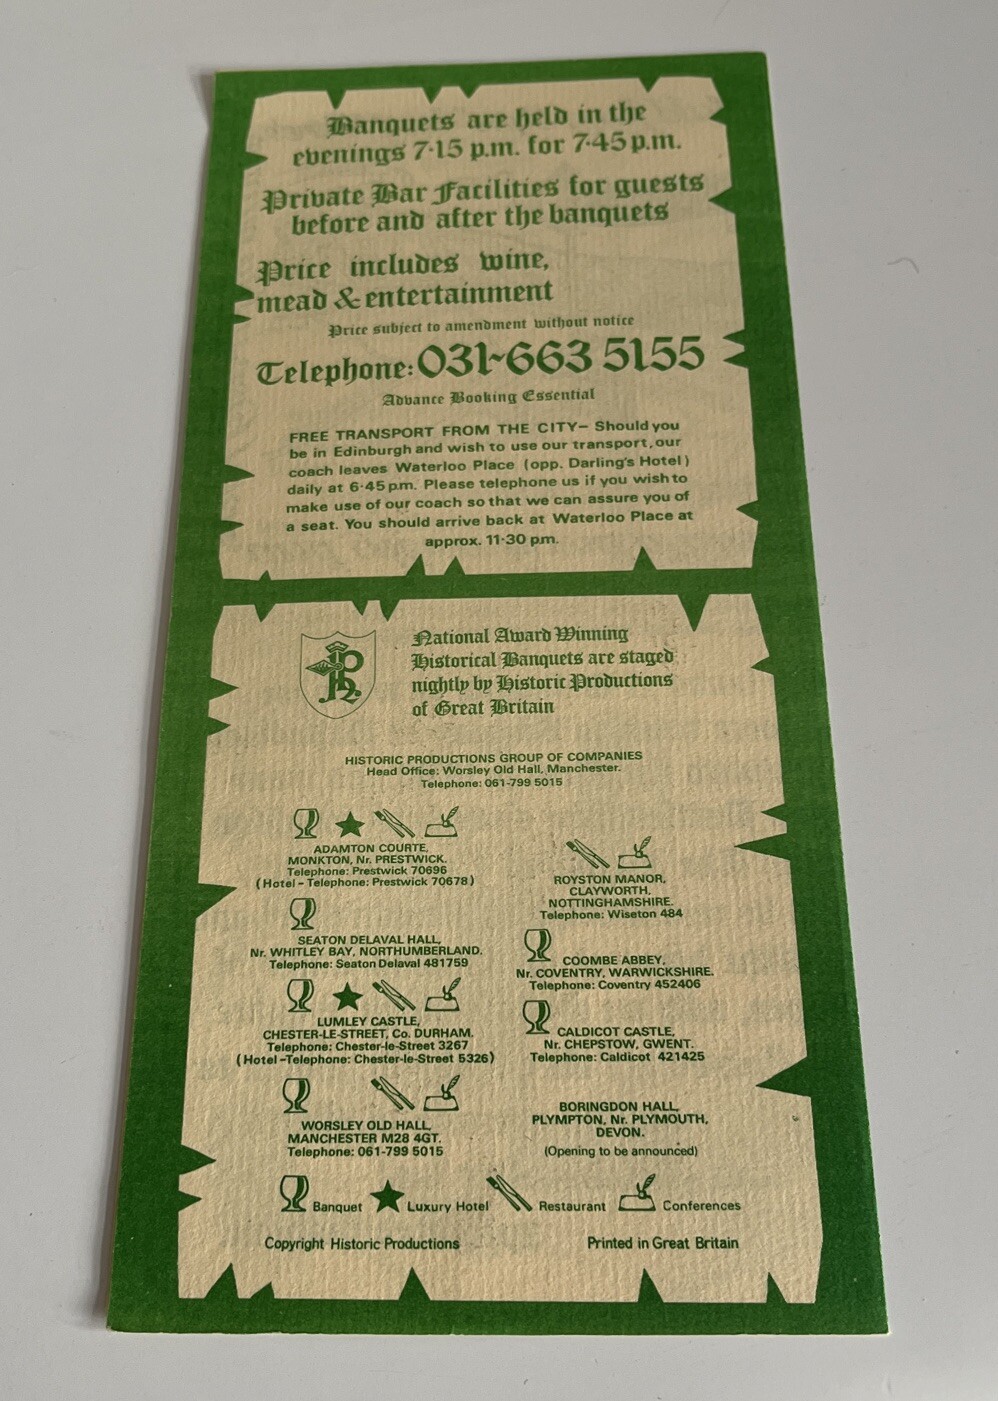 Banquets are held in the
evenings 7·15 p.m. for 7·45 p.m.
Private Bar Facilities for guests
before and after the banquets
Price includes wine,
mead & entertainment
Price subject to amendment without notice
Telephone: 031-663 5155
Advance Booking Essential
FREE TRANSPORT FROM THE CITY– Should you
be in Edinburgh and wish to use our transport, our
coach leaves Waterloo Place (opp. Darling's Hotel)
daily at 6·45 p.m. Please telephone us if you wish to
make use of our coach so that we can assure you of
a seat. You should arrive back at Waterloo Place at
approx. 11·30 p.m.
National Award Winning
Historical Banquets are staged
nightly by Historic Productions
of Great Britain
HISTORIC PRODUCTIONS GROUP OF COMPANIES
Head Office: Worsley Old Hall, Manchester.
Telephone: 061-799 5015
ADAMTON COURTE,
MONKTON, Nr. PRESTWICK.
Telephone: Prestwick 70696
(Hotel – Telephone: Prestwick 70678)
SEATON DELAVAL HALL,
Nr. WHITLEY BAY, NORTHUMBERLAND.
Telephone: Seaton Delaval 481759
LUMLEY CASTLE,
CHESTER-LE-STREET, Co. DURHAM.
Telephone: Chester-le-Street 3267
(Hotel –Telephone: Chester-le-Street 5326)
WORSLEY OLD HALL,
MANCHESTER M28 4GT.
Telephone: 061-799 5015
ROYSTON MANOR,
CLAYWORTH,
NOTTINGHAMSHIRE.
Telephone: Wiseton 484
COOMBE ABBEY,
Nr. COVENTRY, WARWICKSHIRE.
Telephone: Coventry 452406
CALDICOT CASTLE,
Nr. CHEPSTOW, GWENT.
Telephone: Caldicot 421425
BORINGDON HALL,
PLYMPTON, Nr. PLYMOUTH,
DEVON.
(Opening to be announced)
Banquet Luxury Hotel Restaurant Conferences
Copyright Historic Productions Printed in Great Britain